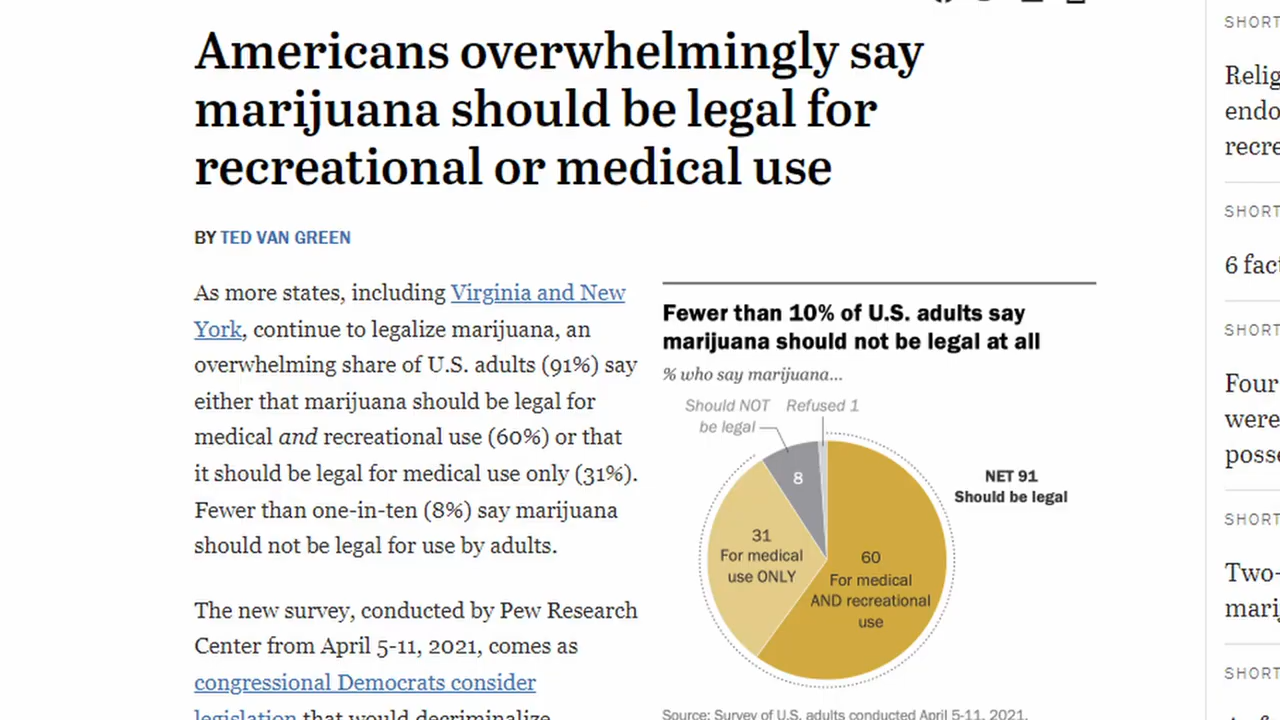 Americans overwhelmingly say
marijuana should be legal for
recreational or medical use
BY TED VAN GREEN
As more states, including Virginia and New
York, continue to legalize marijuana, an
overwhelming share of U.S. adults (91%) say
either that marijuana should be legal for
medical and recreational use (60%) or that
it should be legal for medical use only (31%).
Fewer than one-in-ten (8%) say marijuana
should not be legal for use by adults.
The new survey, conducted by Pew Research
Center from April 5-11, 2021, comes as
congressional Democrats consider
legislation that would decriminalize
Fewer than 10% of U.S. adults say
marijuana should not be legal at all
% who say marijuana...
Should NOT
be legal
Refused 1
8
NET 91
Should be legal
31
For medical
use ONLY
60
For medical
AND recreational
use
Source: Survey of U.S. adults conducted April 5-11, 2021.
SHORT
Relig
endo
recre
SHORT
6 fac
SHORT
Four
were
posse
SHORT
Two-
marij
SHORT